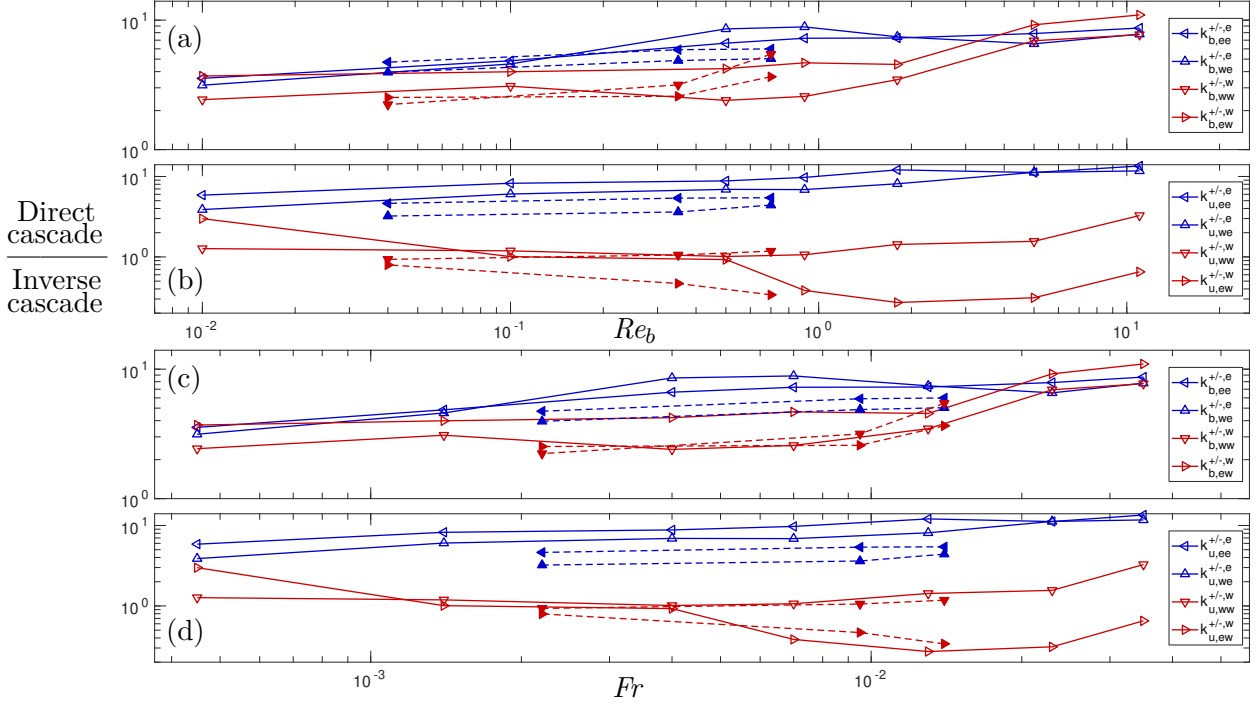 (a)
10^1
10^0
k_{b,ee}^{+/-,e}
k_{b,we}^{+/-,e}
k_{b,ww}^{+/-,w}
k_{b,ew}^{+/-,w}
Direct
cascade
Inverse
cascade
(b)
10^1
10^0
k_{u,ee}^{+/-,e}
k_{u,we}^{+/-,e}
k_{u,ww}^{+/-,w}
k_{u,ew}^{+/-,w}
10^{-2} 10^{-1} 10^0 10^1
Re_b
(c)
10^1
10^0
k_{b,ee}^{+/-,e}
k_{b,we}^{+/-,e}
k_{b,ww}^{+/-,w}
k_{b,ew}^{+/-,w}
(d)
10^1
10^0
k_{u,ee}^{+/-,e}
k_{u,we}^{+/-,e}
k_{u,ww}^{+/-,w}
k_{u,ew}^{+/-,w}
10^{-3} 10^{-2}
Fr